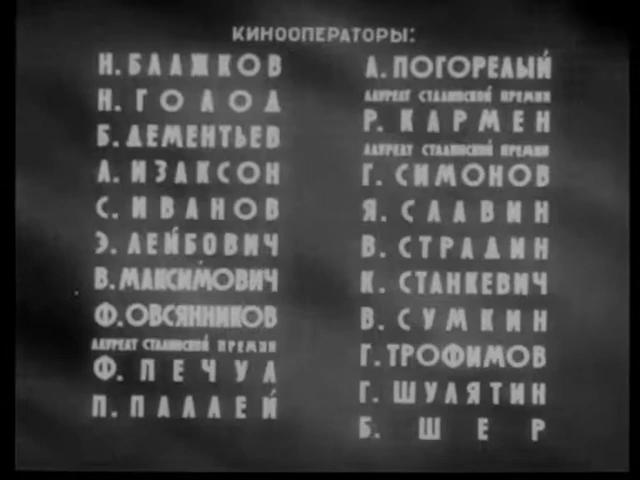 КИНООПЕРАТОРЫ:
Н. БЛАЖКОВ
Н. ГОЛОД
Б. ДЕМЕНТЬЕВ
А. ИЗАКСОН
С. ИВАНОВ
Э. ЛЕЙБОВИЧ
В. МАКСИМОВИЧ
Ф. ОВСЯННИКОВ
ЛАУРЕАТ СТАЛИНСКОЙ ПРЕМИИ
Ф. ПЕЧУЛ
П. ПАЛЛЕЙ
А. ПОГОРЕЛЫЙ
ЛАУРЕАТ СТАЛИНСКОЙ ПРЕМИИ
Р. КАРМЕН
ЛАУРЕАТ СТАЛИНСКОЙ ПРЕМИИ
Г. СИМОНОВ
Я. СЛАВИН
В. СТРАДИН
К. СТАНКЕВИЧ
В. СУМКИН
Г. ТРОФИМОВ
Г. ШУЛЯТИН
Б. ШЕР